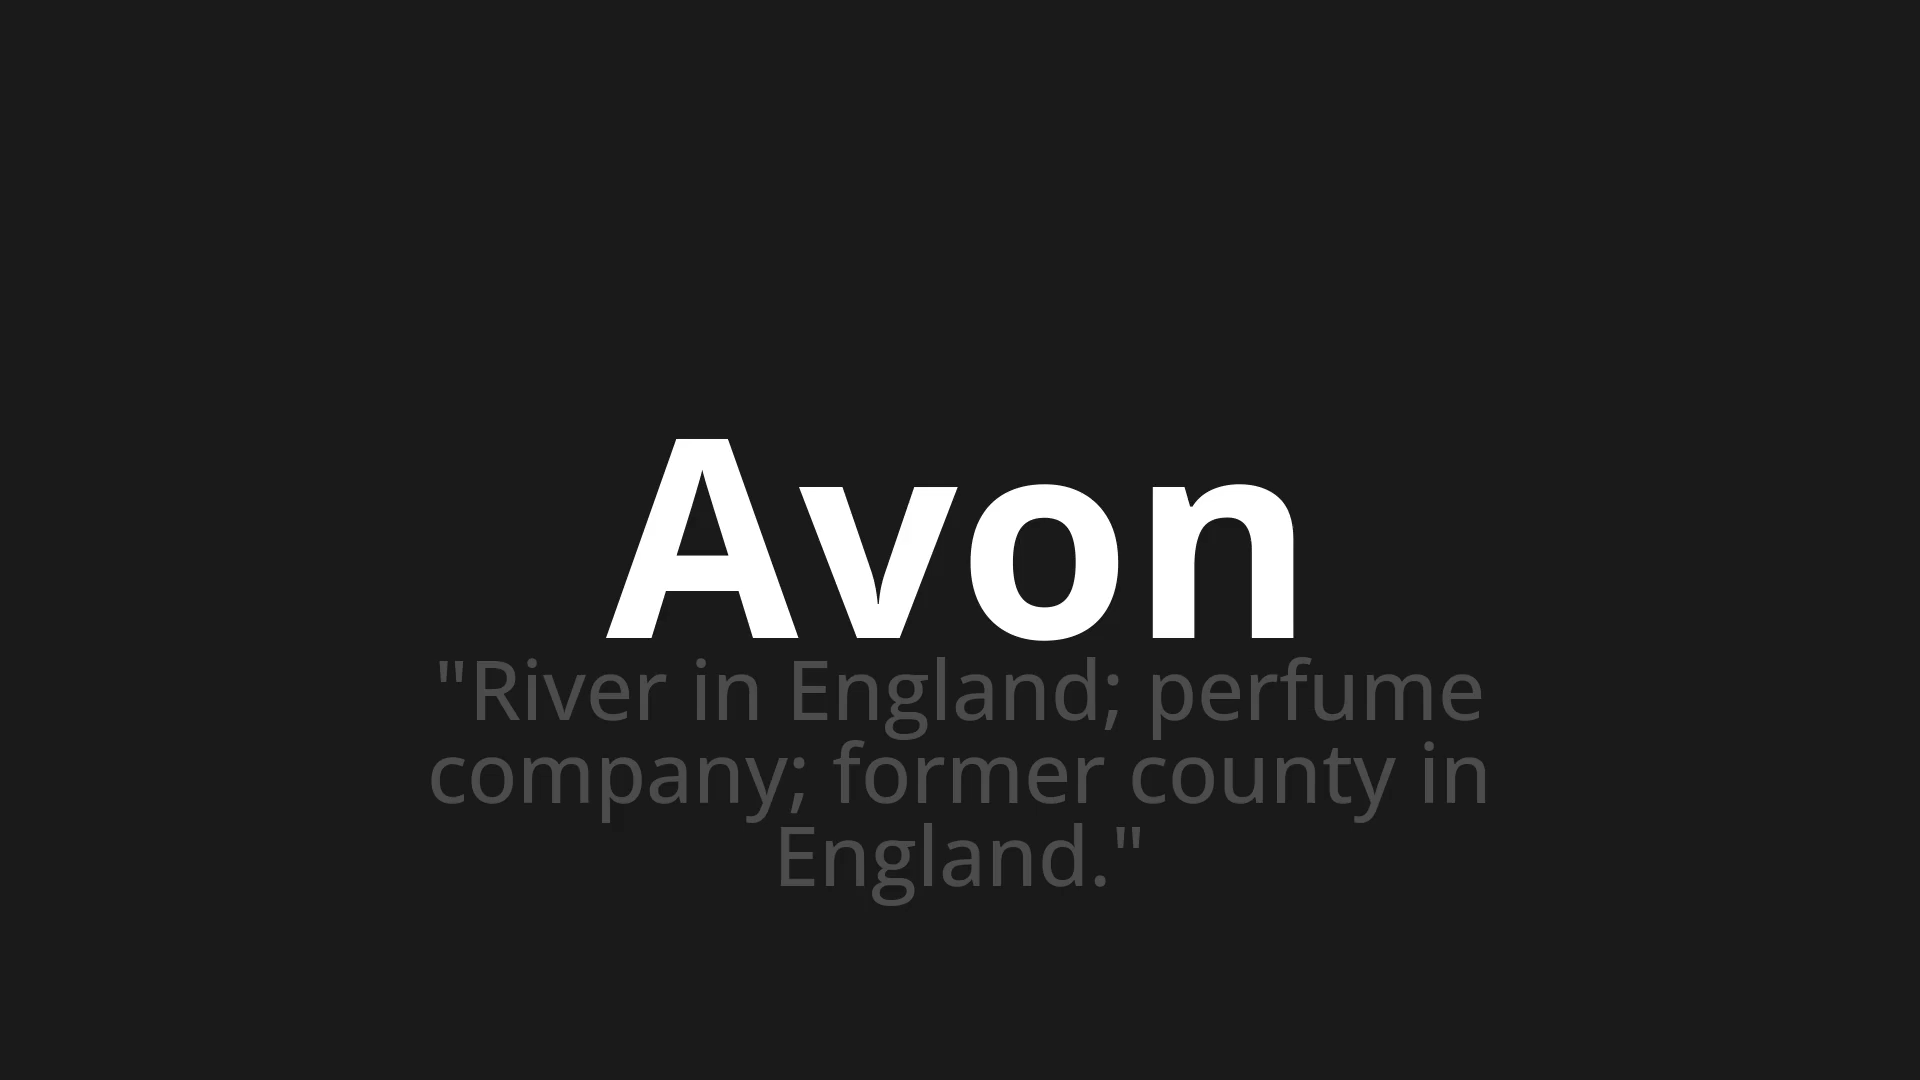 Avon
"River in England; perfume
company; former county in
England."